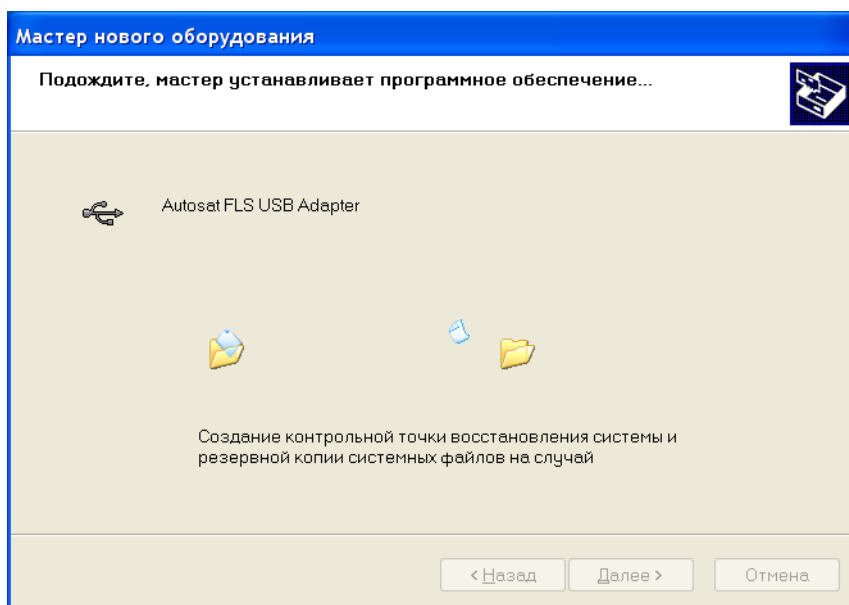 Мастер нового оборудования
Подождите, мастер устанавливает программное обеспечение...
Autosat FLS USB Adapter
Создание контрольной точки восстановления системы и
резервной копии системных файлов на случай
< Назад
Далее >
Отмена